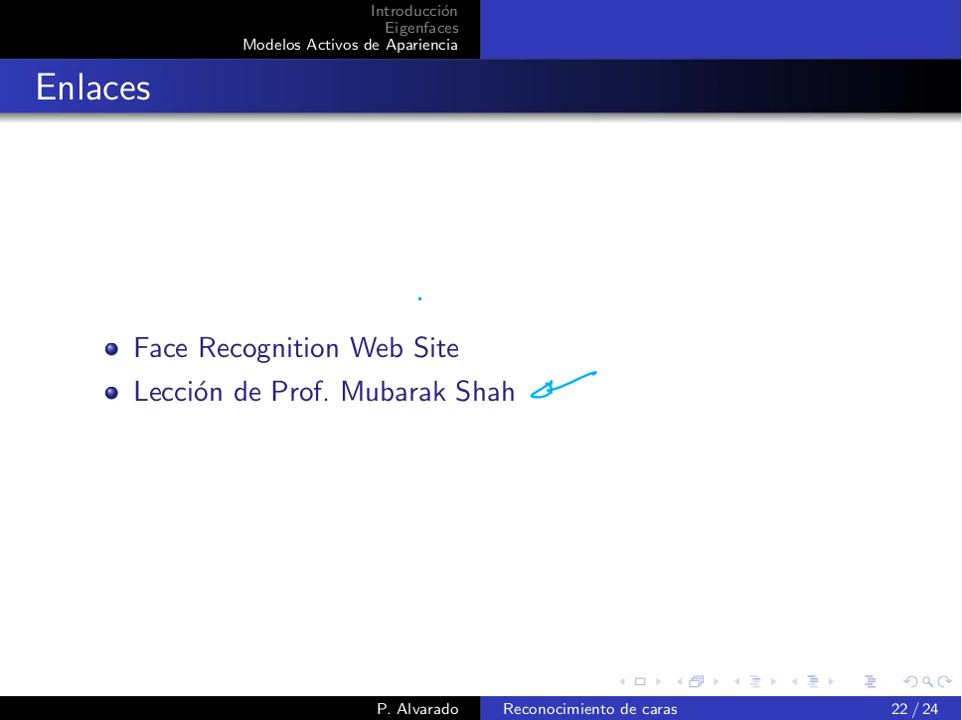 Introducción
Eigenfaces
Modelos Activos de Apariencia
Enlaces
Face Recognition Web Site
Lección de Prof. Mubarak Shah
P. Alvarado
Reconocimiento de caras
22 / 24